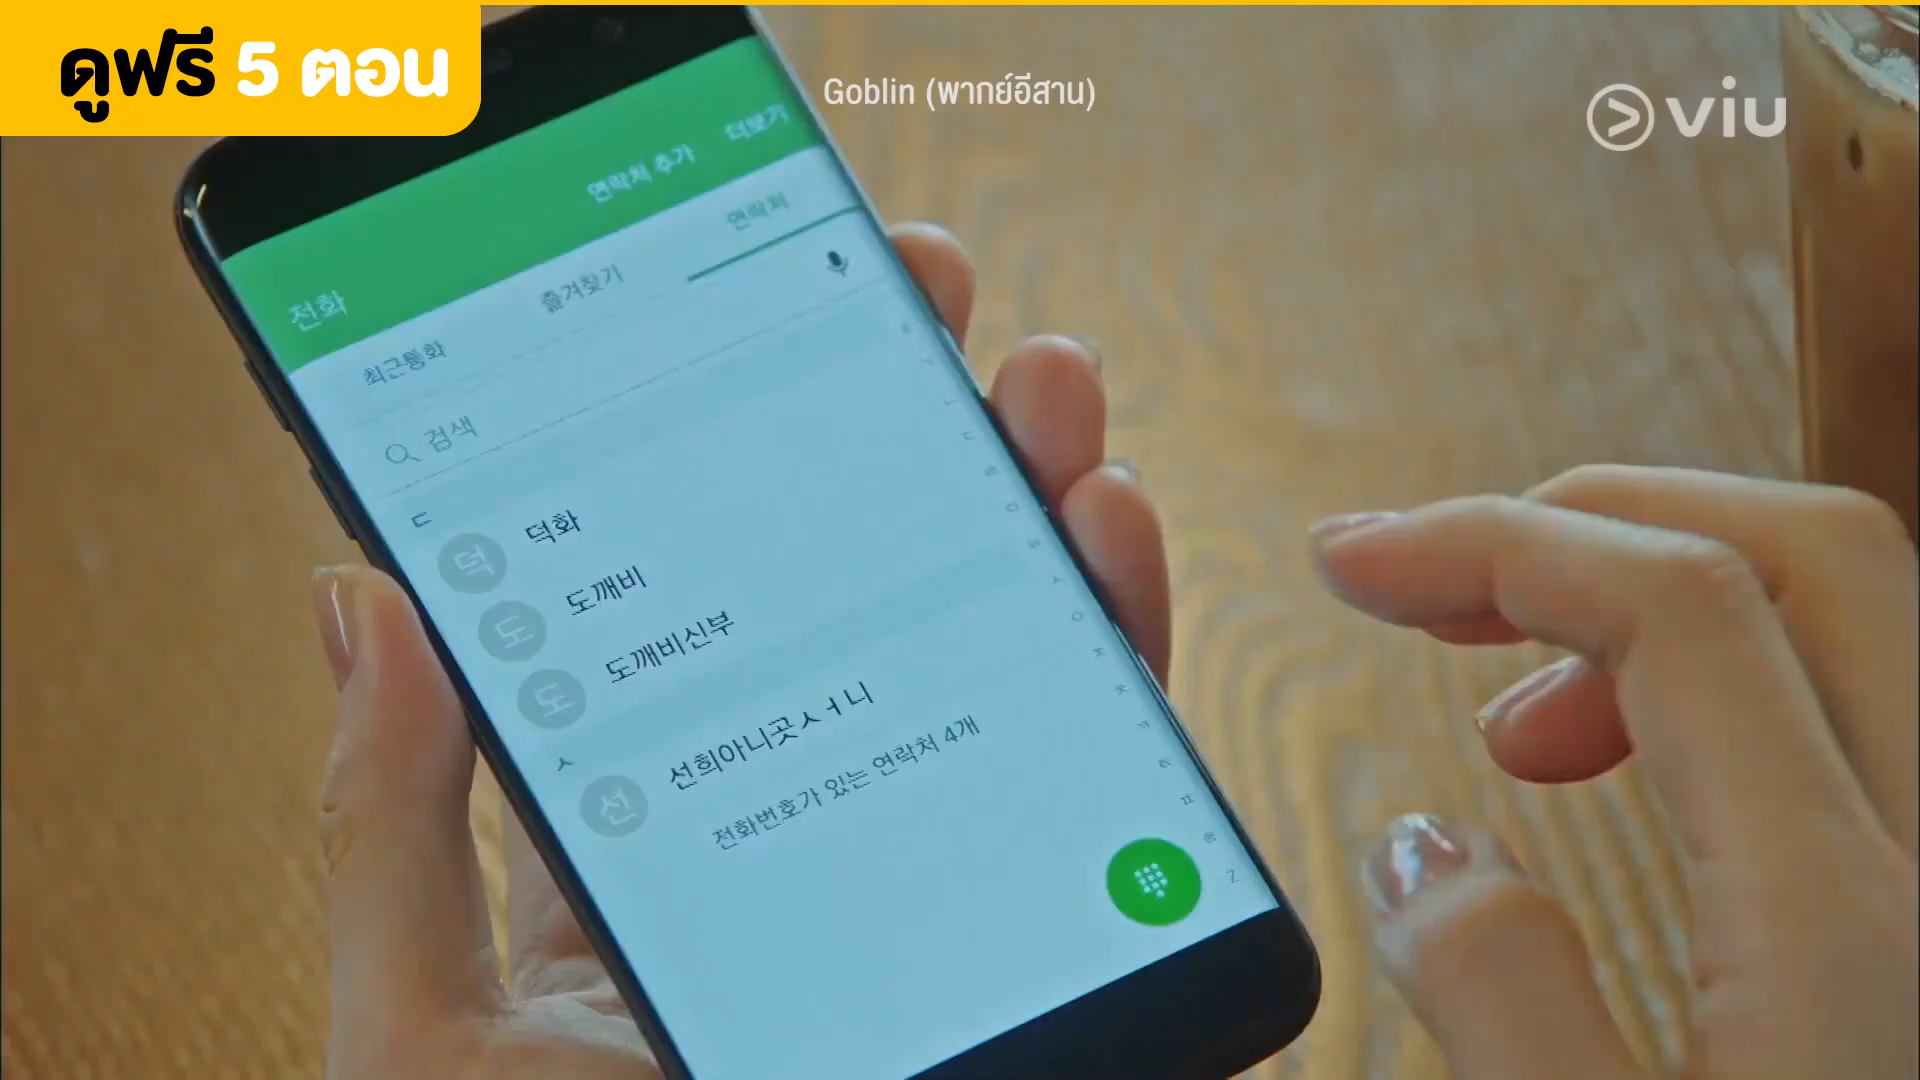 ดูฟรี 5 ตอน
Goblin (พากย์อีสาน)
viu
더보기
연락처 추가
전화
연락처
즐겨찾기
최근통화
검색
ㄷ
덕 덕화
도 도깨비
도 도깨비신부
ㅅ
선 선희아니곳ㅅㅓ니
전화번호가 있는 연락처 4개